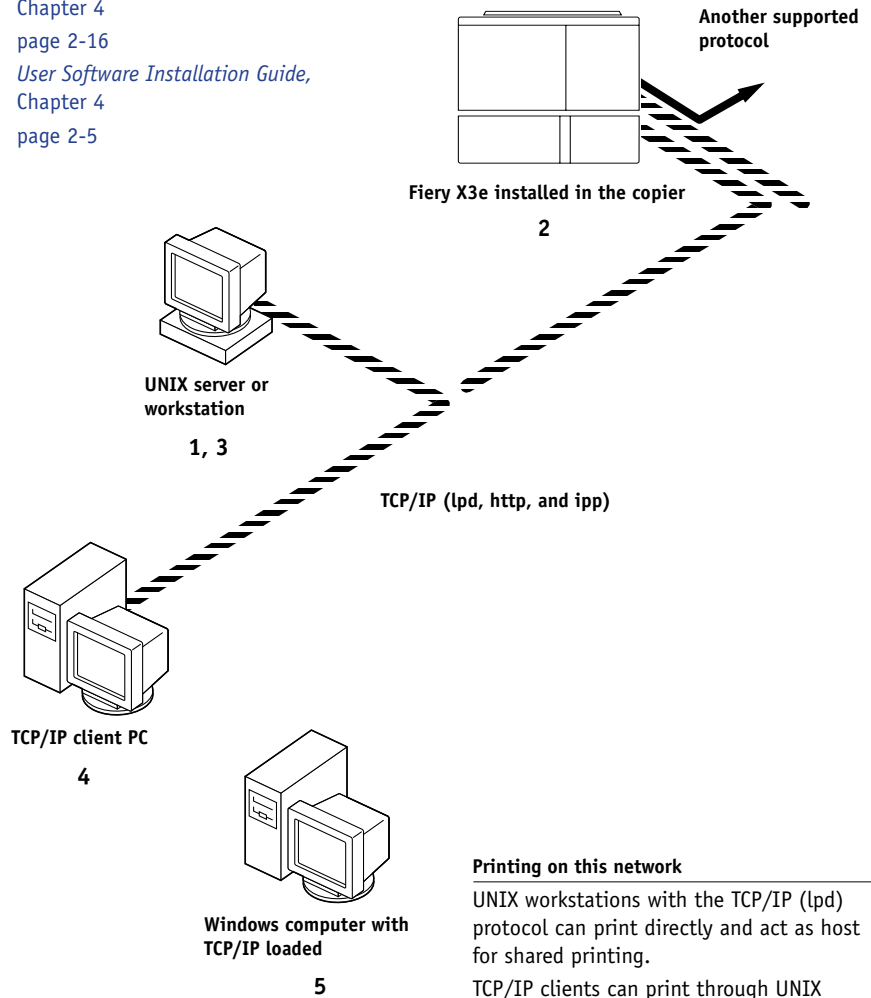 Chapter 4
page 2-16
User Software Installation Guide,
Chapter 4
page 2-5
Another supported
protocol
Fiery X3e installed in the copier
2
UNIX server or
workstation
1, 3
TCP/IP (lpd, http, and ipp)
TCP/IP client PC
4
Windows computer with
TCP/IP loaded
5
Printing on this network
UNIX workstations with the TCP/IP (lpd)
protocol can print directly and act as host
for shared printing.
TCP/IP clients can print through UNIX